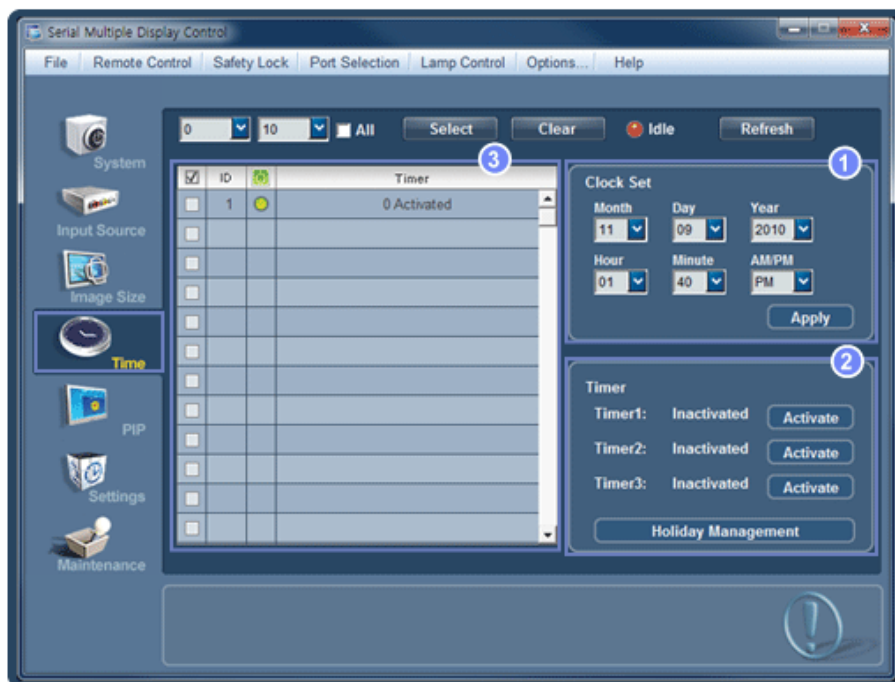 Serial Multiple Display Control
File Remote Control Safety Lock Port Selection Lamp Control Options... Help
0 10 All Select Clear Idle Refresh
System
Input Source
Image Size
Time
PIP
Settings
Maintenance
3
ID Timer
1 0 Activated
1
Clock Set
Month Day Year
11 09 2010
Hour Minute AM/PM
01 40 PM
Apply
2
Timer
Timer1: Inactivated Activate
Timer2: Inactivated Activate
Timer3: Inactivated Activate
Holiday Management